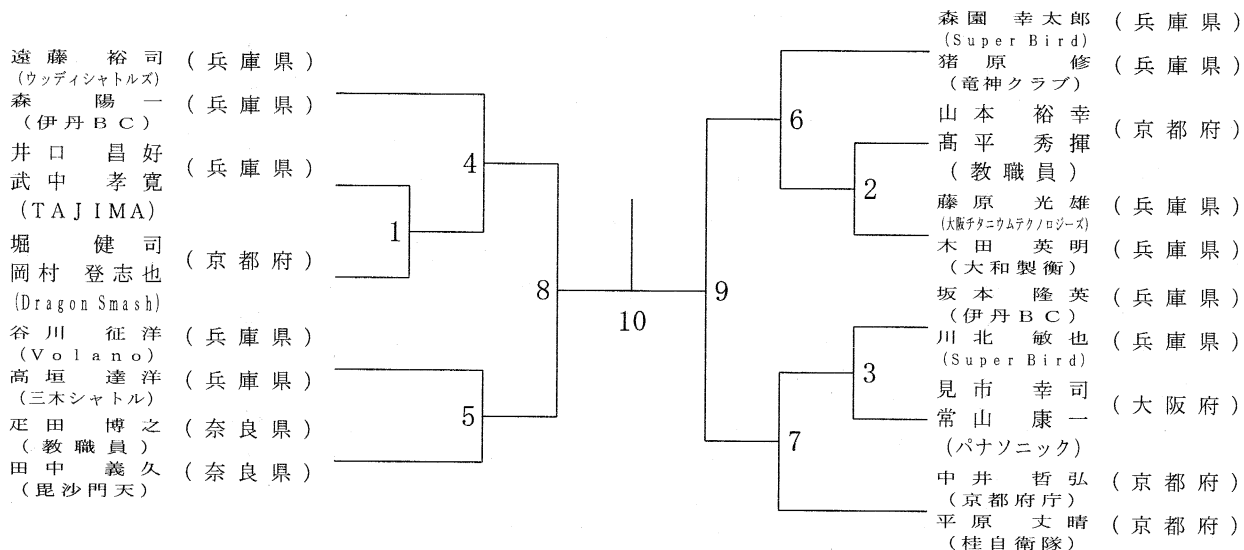 遠藤 裕司 (兵庫県)
(ウッディシャトルズ)
森 陽一 (兵庫県)
(伊丹BC)
井口 昌好
(兵庫県)
武中 孝寛
(TAJIMA)
堀 健司
(京都府)
岡村 登志也
(Dragon Smash)
谷川 征洋 (兵庫県)
(Volano)
高垣 達洋 (兵庫県)
(三木シャトル)
疋田 博之 (奈良県)
(教職員)
田中 義久 (奈良県)
(毘沙門天)
4
1
8
5
10
9
6
2
3
7
森園 幸太郎 (兵庫県)
(Super Bird)
猪原 修 (兵庫県)
(竜神クラブ)
山本 裕幸
(京都府)
髙平 秀揮
(教職員)
藤原 光雄 (兵庫県)
(大阪チタニウムテクノロジーズ)
木田 英明 (兵庫県)
(大和製衡)
坂本 隆英 (兵庫県)
(伊丹BC)
川北 敏也 (兵庫県)
(Super Bird)
見市 幸司
(大阪府)
常山 康一
(パナソニック)
中井 哲弘 (京都府)
(京都府庁)
平原 丈晴 (京都府)
(桂自衛隊)